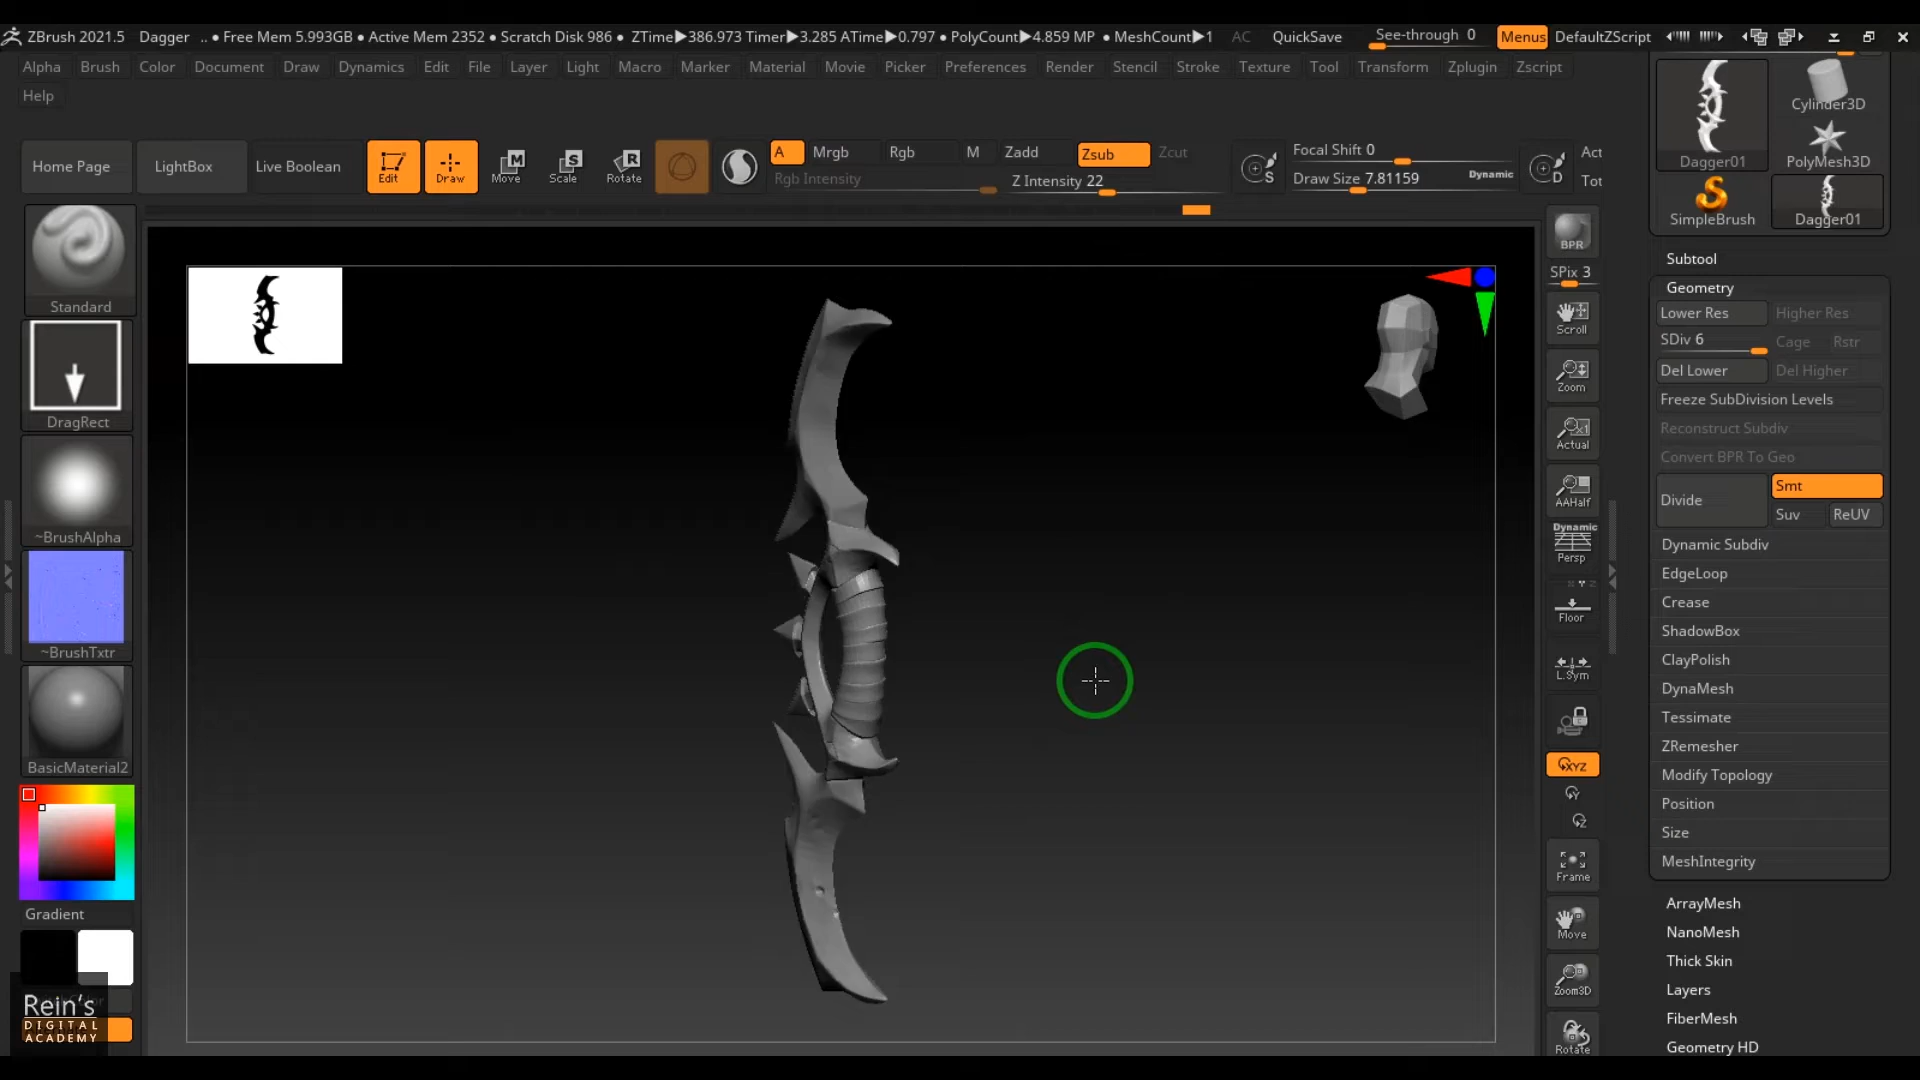 ZBrush 2021.5 Dagger .. • Free Mem 5.993GB • Active Mem 2352 • Scratch Disk 986 • ZTime▶386.973 Timer▶3.285 ATime▶0.797 • PolyCount▶4.859 MP • MeshCount▶1 AC QuickSave See-through 0 Menus DefaultZScript
Alpha Brush Color Document Draw Dynamics Edit File Layer Light Macro Marker Material Movie Picker Preferences Render Stencil Stroke Texture Tool Transform Zplugin Zscript
Help
Home Page LightBox Live Boolean Edit Draw Move Scale Rotate
A Mrgb Rgb M Zadd Zsub Zcut
Rgb Intensity Z Intensity 22
Focal Shift 0
Draw Size 7.81159 Dynamic
Act
Tot
Standard
DragRect
~BrushAlpha
~BrushTxtr
BasicMaterial2
Gradient
Rein's
DIGITAL
ACADEMY
BPR
SPix 3
Scroll
Zoom
Actual
AAHalf
Dynamic
Persp
Floor
L.Sym
XYZ
Frame
Move
Zoom3D
Rotate
Dagger01 Cylinder3D
PolyMesh3D
SimpleBrush Dagger01
Subtool
Geometry
Lower Res Higher Res
SDiv 6 Cage Rstr
Del Lower Del Higher
Freeze SubDivision Levels
Reconstruct Subdiv
Convert BPR To Geo
Divide Smt
Suv ReUV
Dynamic Subdiv
EdgeLoop
Crease
ShadowBox
ClayPolish
DynaMesh
Tessimate
ZRemesher
Modify Topology
Position
Size
MeshIntegrity
ArrayMesh
NanoMesh
Thick Skin
Layers
FiberMesh
Geometry HD